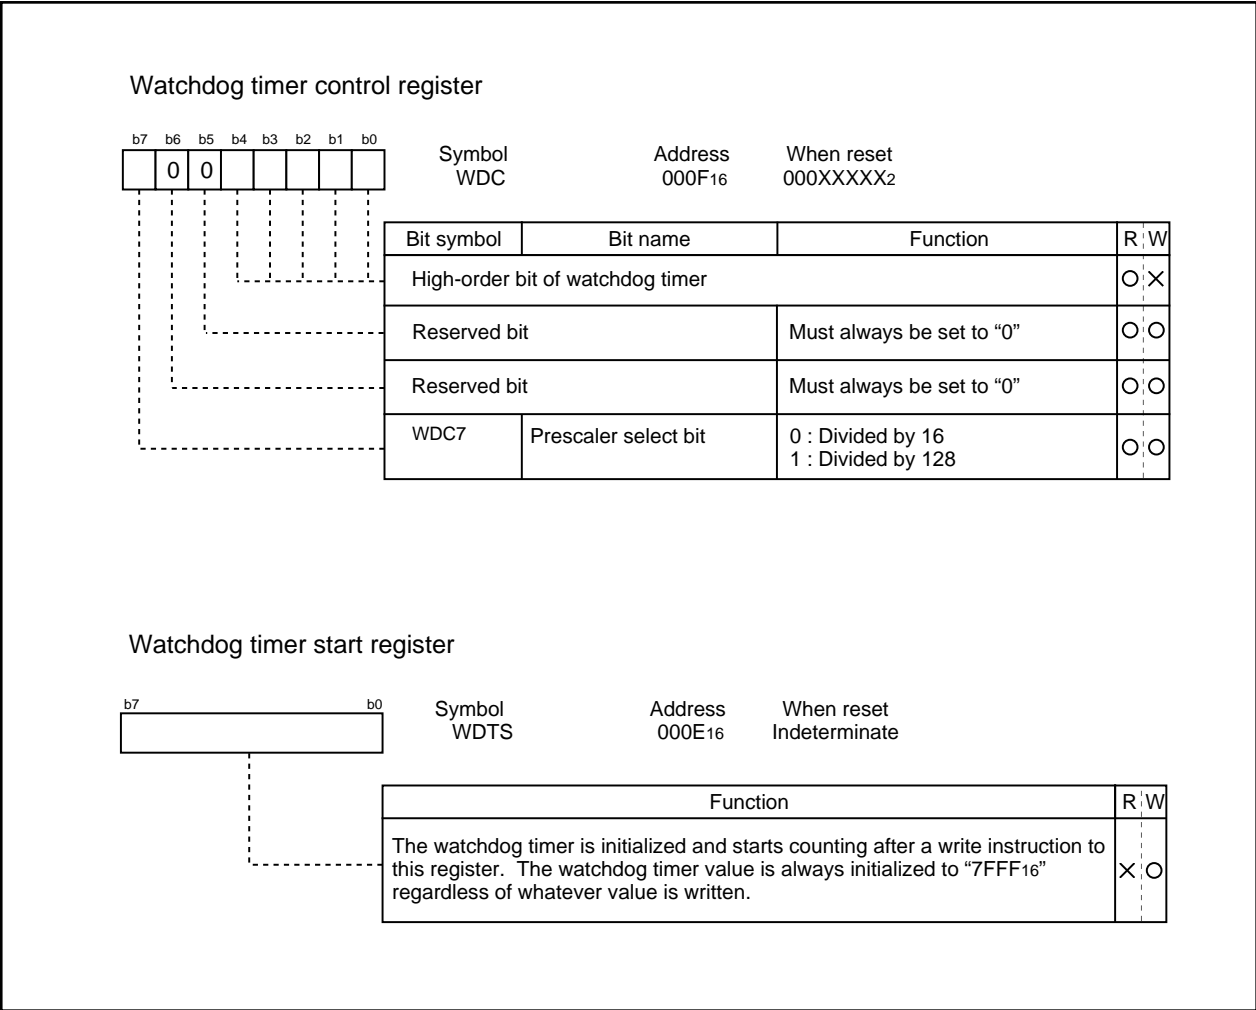 Watchdog timer control register
b7 b6 b5 b4 b3 b2 b1 b0
0 0
Symbol Address When reset
WDC 000F16 000XXXXX2
Bit symbol Bit name Function R W
High-order bit of watchdog timer
Reserved bit Must always be set to “0”
Reserved bit Must always be set to “0”
WDC7 Prescaler select bit 0 : Divided by 16
1 : Divided by 128
Watchdog timer start register
b7 b0
Symbol Address When reset
WDTS 000E16 Indeterminate
Function R W
The watchdog timer is initialized and starts counting after a write instruction to
this register. The watchdog timer value is always initialized to “7FFF16”
regardless of whatever value is written.